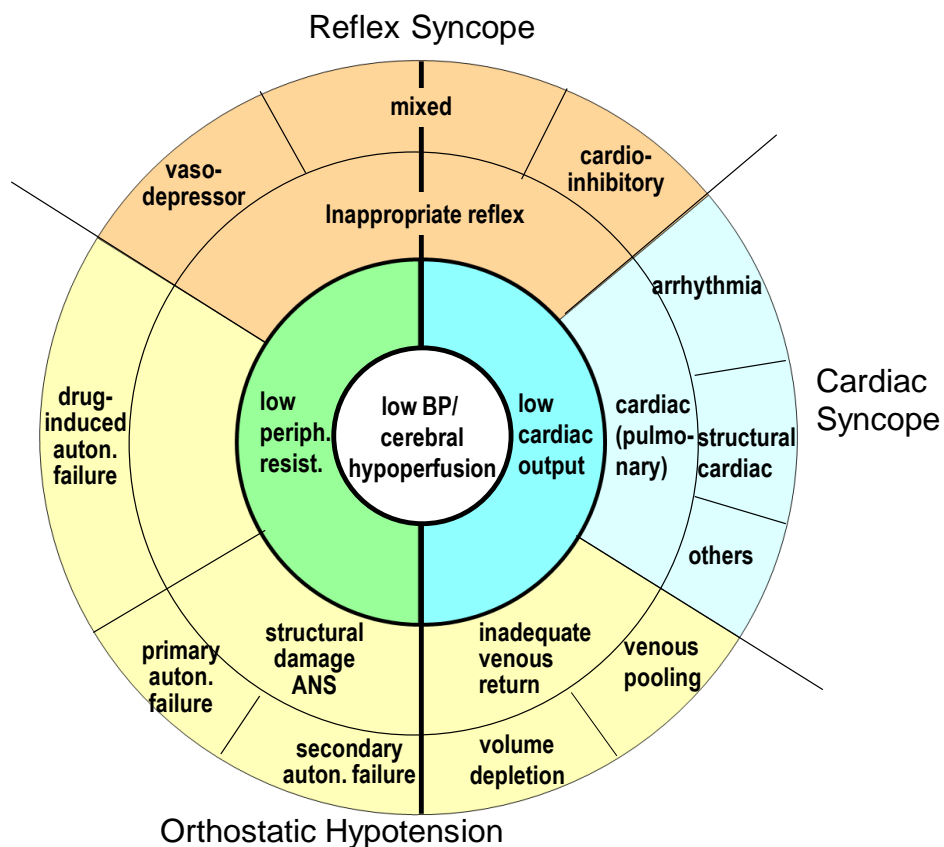 Reflex Syncope
mixed
vaso-
depressor
cardio-
inhibitory
Inappropriate reflex
arrhythmia
drug-
induced
auton.
failure
low
periph.
resist.
low BP/
cerebral
hypoperfusion
low
cardiac
output
cardiac
(pulmo-
nary)
structural
cardiac
Cardiac
Syncope
others
primary
auton.
failure
structural
damage
ANS
inadequate
venous
return
venous
pooling
secondary
auton. failure
volume
depletion
Orthostatic Hypotension